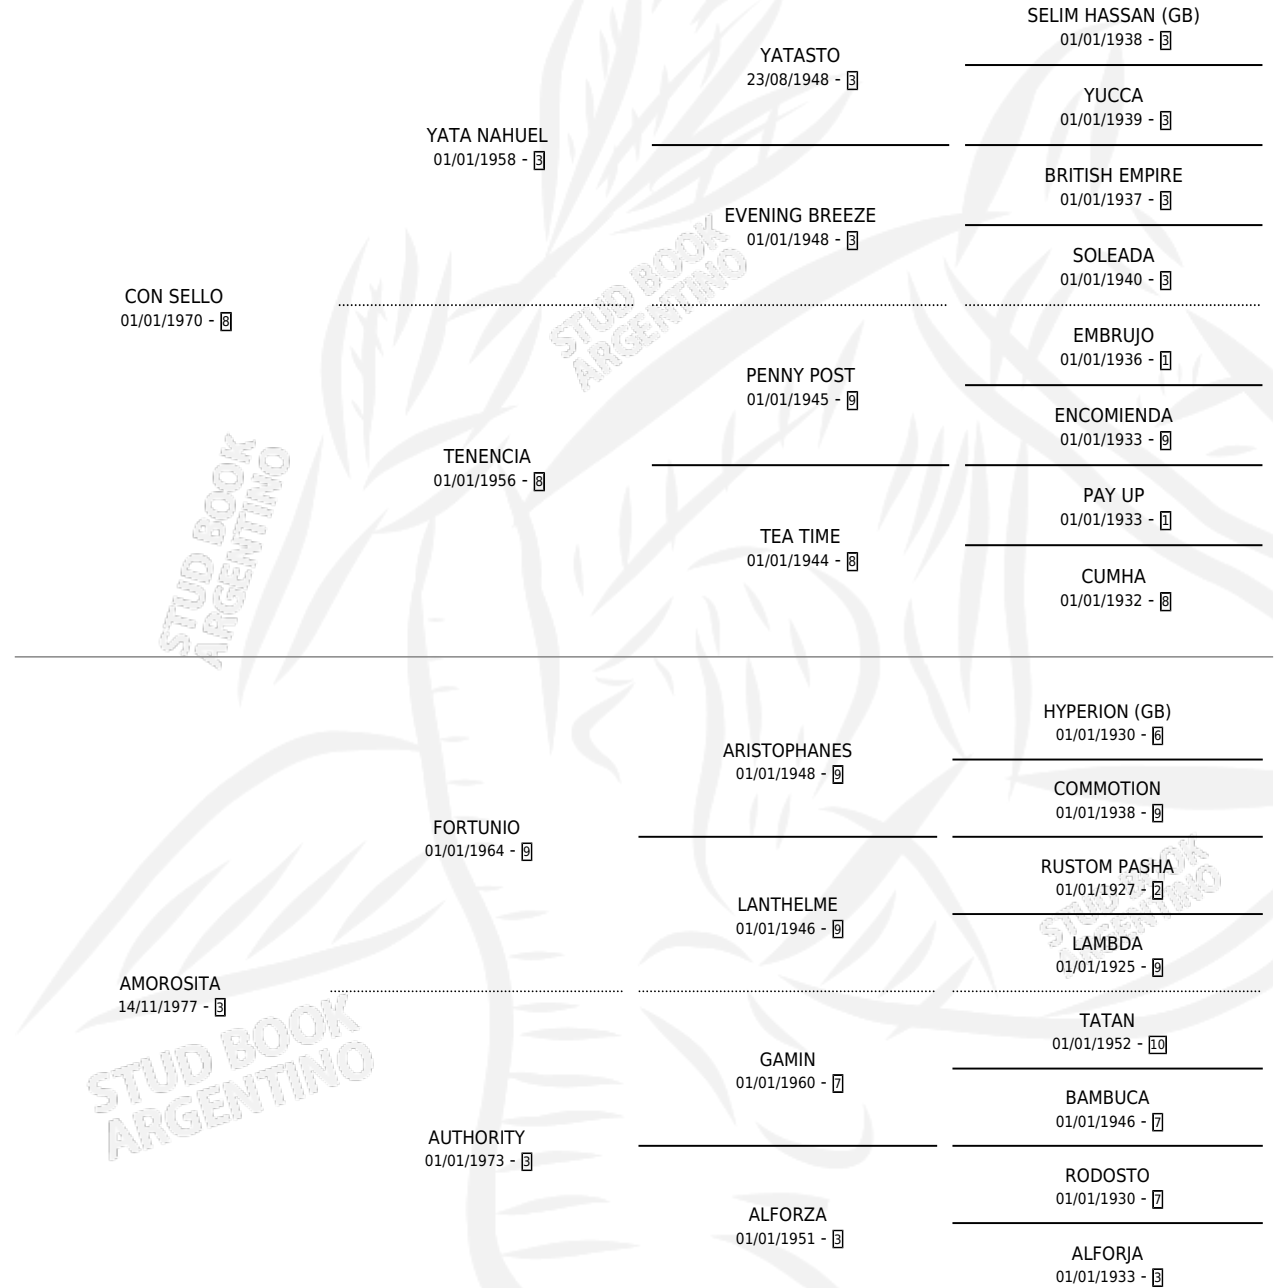 SELIM HASSAN (GB)
01/01/1938 - 3
YATASTO
23/08/1948 - 3
YUCCA
01/01/1939 - 3
YATA NAHUEL
01/01/1958 - 3
BRITISH EMPIRE
01/01/1937 - 3
EVENING BREEZE
01/01/1948 - 3
SOLEADA
01/01/1940 - 3
CON SELLO
01/01/1970 - 8
EMBRUJO
01/01/1936 - 1
PENNY POST
01/01/1945 - 9
ENCOMIENDA
01/01/1933 - 9
TENENCIA
01/01/1956 - 8
PAY UP
01/01/1933 - 1
TEA TIME
01/01/1944 - 8
CUMHA
01/01/1932 - 8
HYPERION (GB)
01/01/1930 - 6
ARISTOPHANES
01/01/1948 - 9
COMMOTION
01/01/1938 - 9
FORTUNIO
01/01/1964 - 9
RUSTOM PASHA
01/01/1927 - 2
LANTHELME
01/01/1946 - 9
LAMBDA
01/01/1925 - 9
AMOROSITA
14/11/1977 - 3
TATAN
01/01/1952 - 10
GAMIN
01/01/1960 - 7
BAMBUCA
01/01/1946 - 7
AUTHORITY
01/01/1973 - 3
RODOSTO
01/01/1930 - 7
ALFORZA
01/01/1951 - 3
ALFORJA
01/01/1933 - 3
STUD BOOK
ARGENTINO
STUD BOOK
ARGENTINO
STUD BOOK
ARGENTINO
STUD BOOK
ARGENTINO